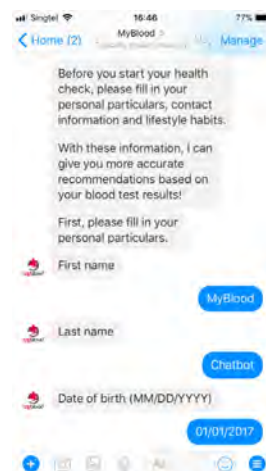 Singtel 16:46 77%
Home (2) MyBlood > Manage
Before you start your health
check, please fill in your
personal particulars, contact
information and lifestyle habits.
With these information, I can
give you more accurate
recommendations based on
your blood test results!
First, please fill in your
personal particulars.
First name
MyBlood
Last name
Chatbot
Date of birth (MM/DD/YYYY)
01/01/2017